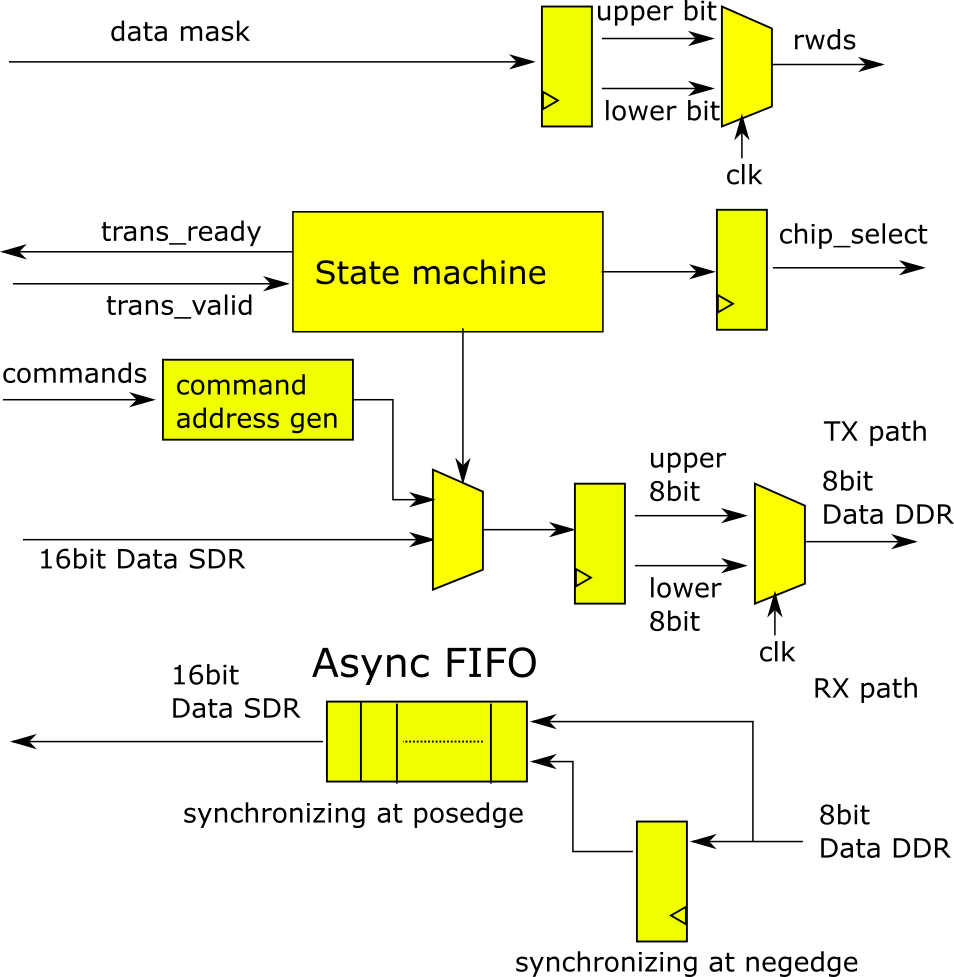 data mask
upper bit
rwds
lower bit
clk
trans_ready
State machine
chip_select
trans_valid
commands
command
address gen
TX path
upper
8bit
8bit
Data DDR
16bit Data SDR
lower
8bit
clk
Async FIFO
16bit
Data SDR
RX path
synchronizing at posedge
8bit
Data DDR
synchronizing at negedge